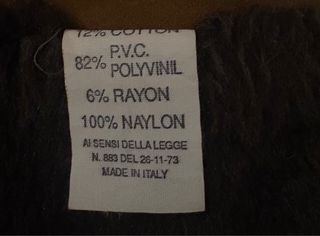 12% COTTON
82% P.V.C. POLYVINIL
6% RAYON
100% NAYLON
AI SENSI DELLA LEGGE
N. 883 DEL 26-11-73
MADE IN ITALY